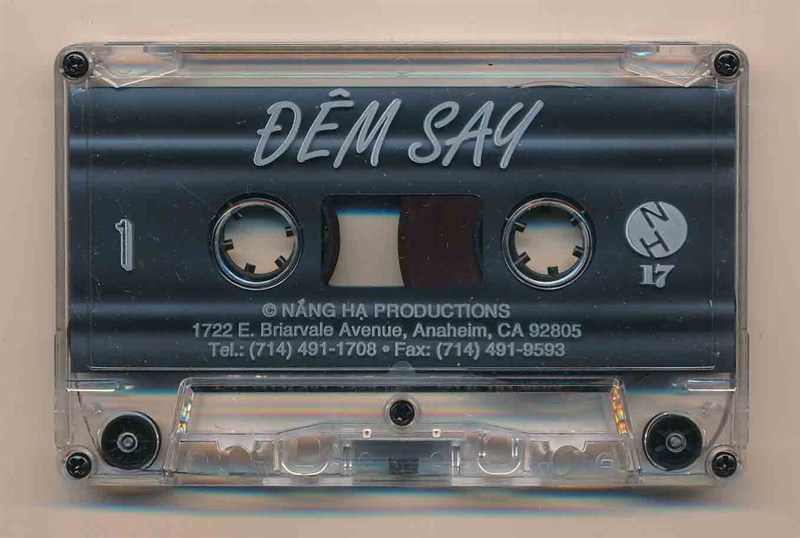 ĐÊM SAY
1
NH
17
© NẮNG HẠ PRODUCTIONS
1722 E. Briarvale Avenue, Anaheim, CA 92805
Tel.: (714) 491-1708 • Fax: (714) 491-9593